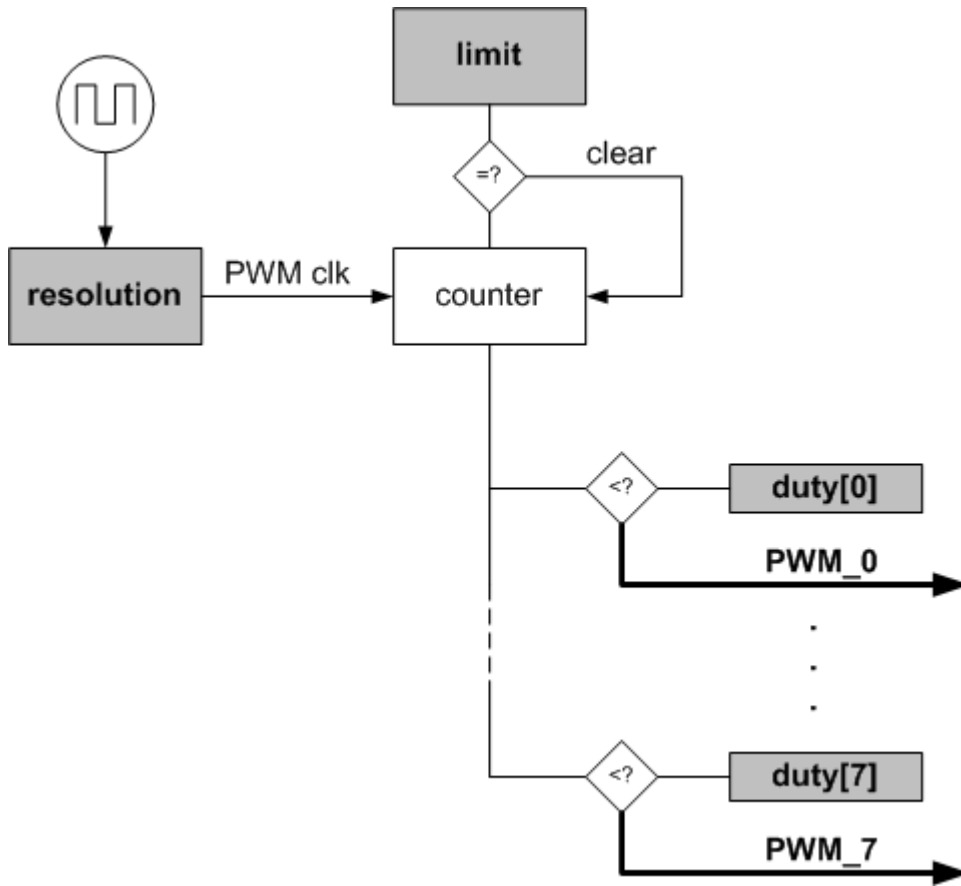 limit
=?
clear
resolution
PWM clk
counter
<?
duty[0]
PWM_0
.
.
.
<?
duty[7]
PWM_7